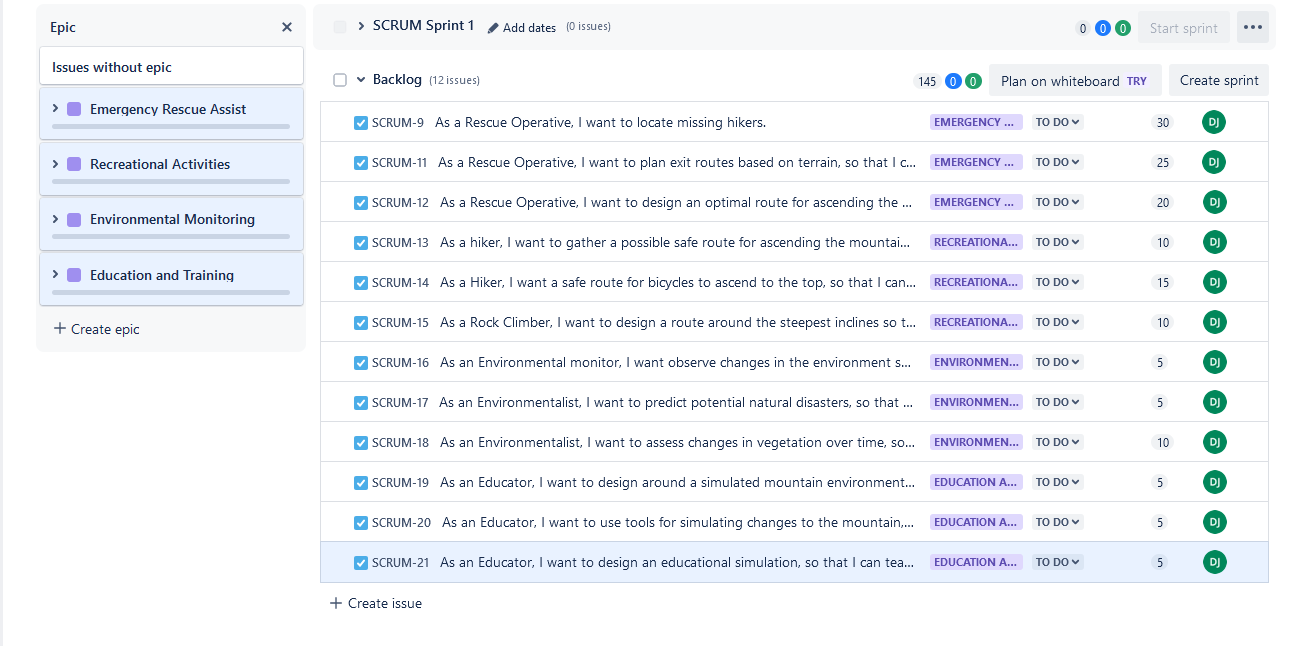 Epic
Issues without epic
Emergency Rescue Assist
Recreational Activities
Environmental Monitoring
Education and Training
Create epic
SCRUM Sprint 1 Add dates (0 issues) 0 0 0 Start sprint
Backlog (12 issues) 145 0 0 Plan on whiteboard TRY Create sprint
SCRUM-9 As a Rescue Operative, I want to locate missing hikers. EMERGENCY ... TO DO 30 DJ
SCRUM-11 As a Rescue Operative, I want to plan exit routes based on terrain, so that I c... EMERGENCY ... TO DO 25 DJ
SCRUM-12 As a Rescue Operative, I want to design an optimal route for ascending the ... EMERGENCY ... TO DO 20 DJ
SCRUM-13 As a hiker, I want to gather a possible safe route for ascending the mountai... RECREATIONA... TO DO 10 DJ
SCRUM-14 As a Hiker, I want a safe route for bicycles to ascend to the top, so that I can... RECREATIONA... TO DO 15 DJ
SCRUM-15 As a Rock Climber, I want to design a route around the steepest inclines so t... RECREATIONA... TO DO 10 DJ
SCRUM-16 As an Environmental monitor, I want observe changes in the environment s... ENVIRONMEN... TO DO 5 DJ
SCRUM-17 As an Environmentalist, I want to predict potential natural disasters, so that ... ENVIRONMEN... TO DO 5 DJ
SCRUM-18 As an Environmentalist, I want to assess changes in vegetation over time, so... ENVIRONMEN... TO DO 10 DJ
SCRUM-19 As an Educator, I want to design around a simulated mountain environment... EDUCATION A... TO DO 5 DJ
SCRUM-20 As an Educator, I want to use tools for simulating changes to the mountain,... EDUCATION A... TO DO 5 DJ
SCRUM-21 As an Educator, I want to design an educational simulation, so that I can tea... EDUCATION A... TO DO 5 DJ
Create issue